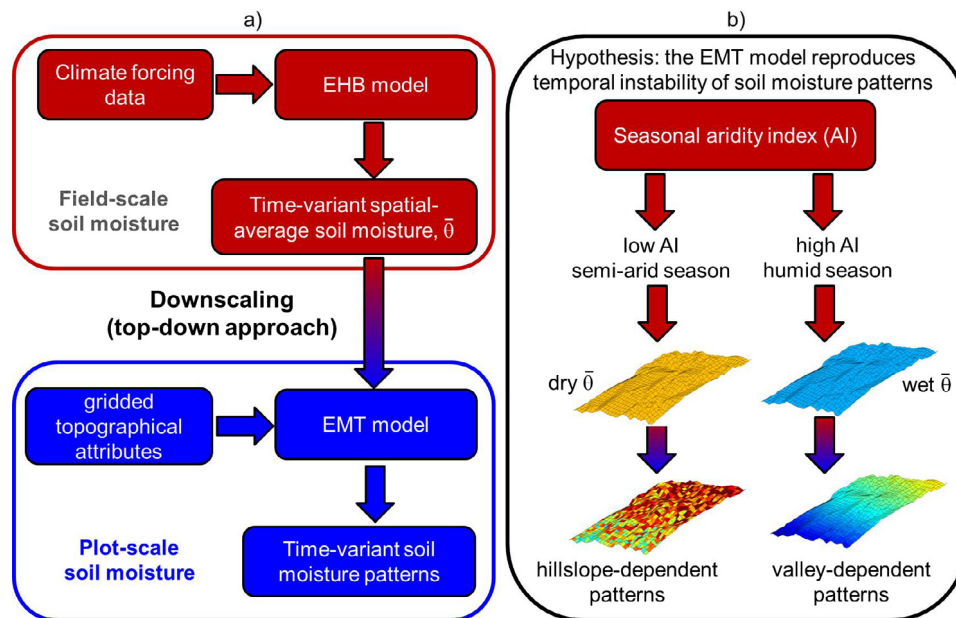 a)
Climate forcing
data
EHB model
Field-scale
soil moisture
Time-variant spatial-
average soil moisture, θ̄
Downscaling
(top-down approach)
gridded
topographical
attributes
EMT model
Plot-scale
soil moisture
Time-variant soil
moisture patterns
b)
Hypothesis: the EMT model reproduces
temporal instability of soil moisture patterns
Seasonal aridity index (AI)
low AI
semi-arid season
high AI
humid season
dry θ̄
wet θ̄
hillslope-dependent
patterns
valley-dependent
patterns